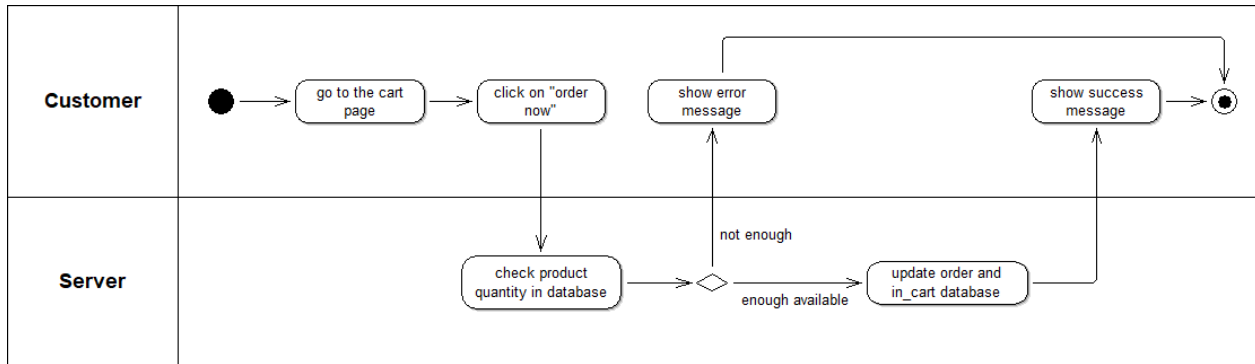 Customer
go to the cart
page
click on "order
now"
show error
message
show success
message
not enough
Server
check product
quantity in database
enough available
update order and
in_cart database